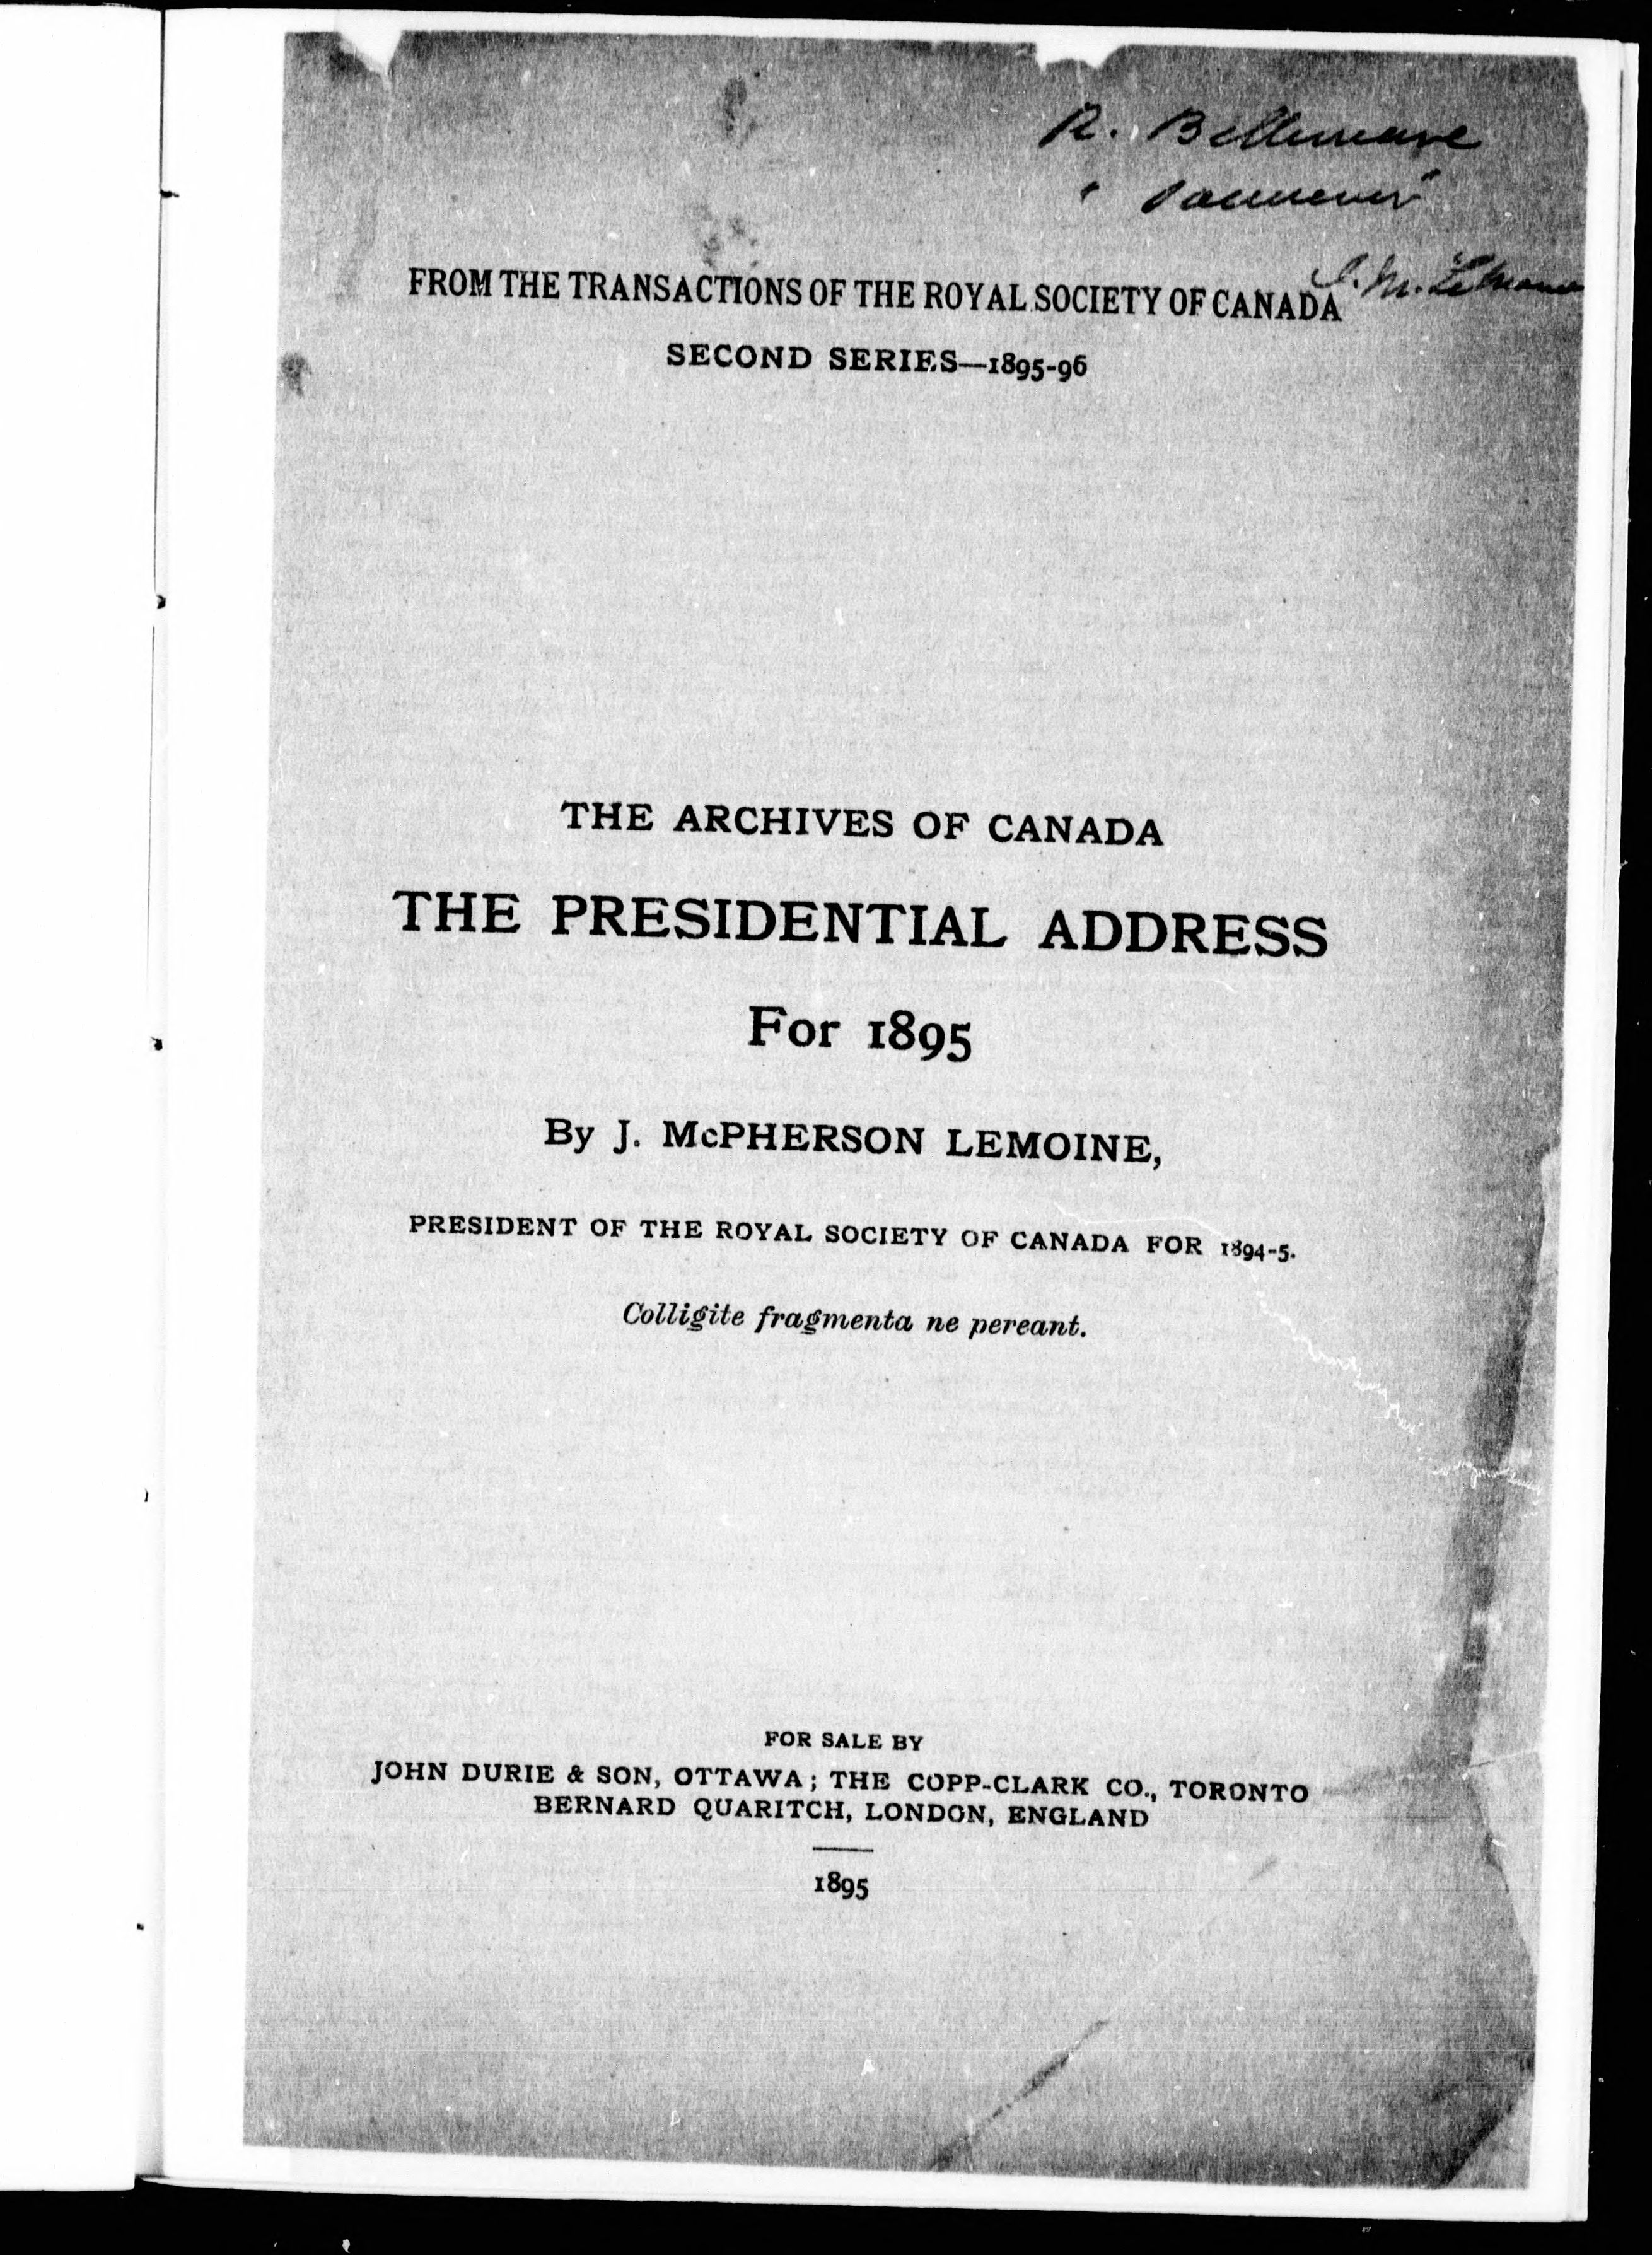 R. Bellemare
FROM THE TRANSACTIONS OF THE ROYAL SOCIETY OF CANADA
J. M. LeMoine
SECOND SERIES—1895-96
THE ARCHIVES OF CANADA
THE PRESIDENTIAL ADDRESS
For 1895
By J. McPHERSON LEMOINE,
PRESIDENT OF THE ROYAL SOCIETY OF CANADA FOR 1894-5.
Colligite fragmenta ne pereant.
FOR SALE BY
JOHN DURIE & SON, OTTAWA; THE COPP-CLARK CO., TORONTO
BERNARD QUARITCH, LONDON, ENGLAND
1895